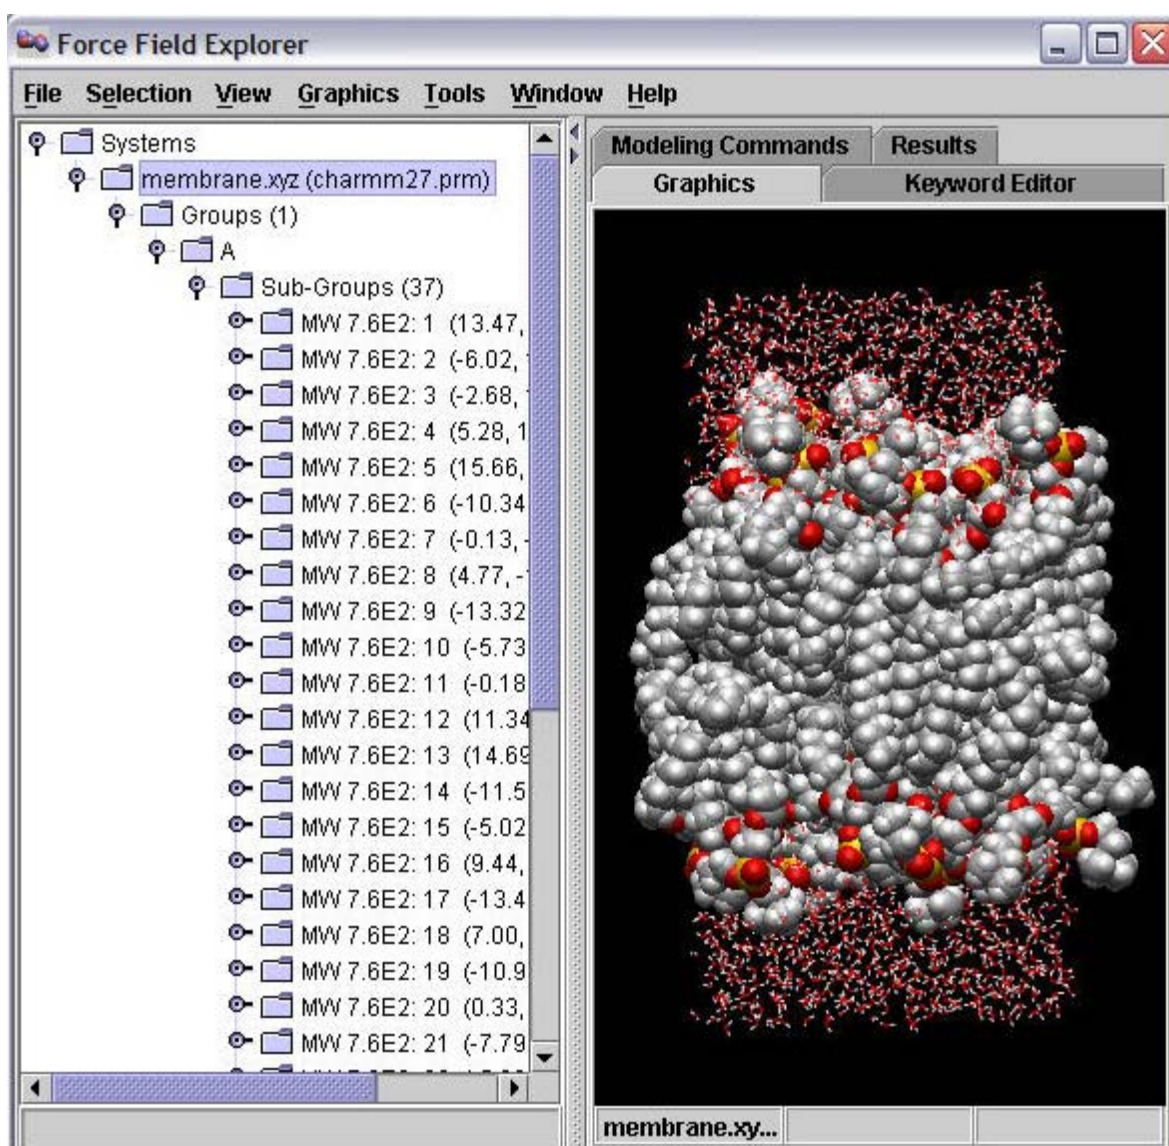 Force Field Explorer
File Selection View Graphics Tools Window Help
Systems
membrane.xyz (charmm27.prm)
Groups (1)
A
Sub-Groups (37)
MW 7.6E2: 1 (13.47,
MW 7.6E2: 2 (-6.02,
MW 7.6E2: 3 (-2.68,
MW 7.6E2: 4 (5.28, 1
MW 7.6E2: 5 (15.66,
MW 7.6E2: 6 (-10.34
MW 7.6E2: 7 (-0.13, -
MW 7.6E2: 8 (4.77, -
MW 7.6E2: 9 (-13.32
MW 7.6E2: 10 (-5.73
MW 7.6E2: 11 (-0.18
MW 7.6E2: 12 (11.34
MW 7.6E2: 13 (14.69
MW 7.6E2: 14 (-11.5
MW 7.6E2: 15 (-5.02
MW 7.6E2: 16 (9.44,
MW 7.6E2: 17 (-13.4
MW 7.6E2: 18 (7.00,
MW 7.6E2: 19 (-10.9
MW 7.6E2: 20 (0.33,
MW 7.6E2: 21 (-7.79
Modeling Commands Results
Graphics Keyword Editor
membrane.xy...